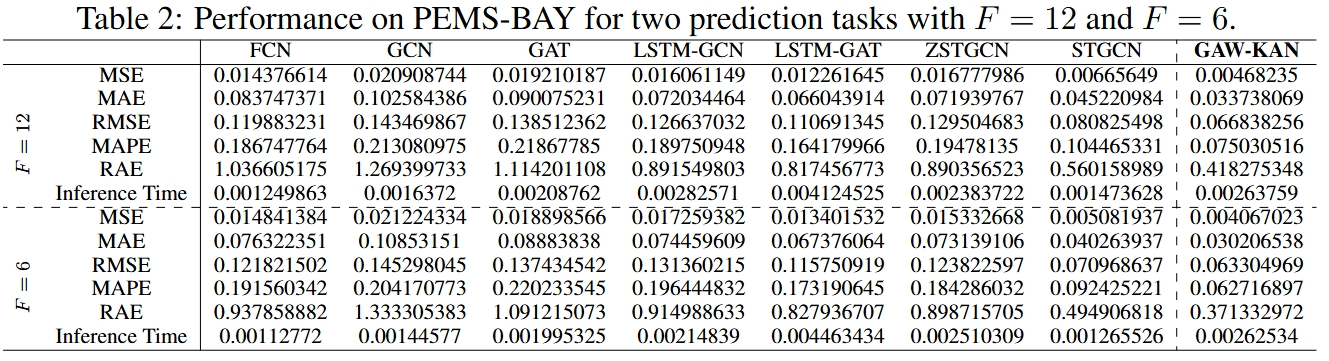 Table 2: Performance on PEMS-BAY for two prediction tasks with F = 12 and F = 6.
FCN GCN GAT LSTM-GCN LSTM-GAT ZSTGCN STGCN GAW-KAN
F = 12
MSE 0.014376614 0.020908744 0.019210187 0.016061149 0.012261645 0.016777986 0.00665649 0.00468235
MAE 0.083747371 0.102584386 0.090075231 0.072034464 0.066043914 0.071939767 0.045220984 0.033738069
RMSE 0.119883231 0.143469867 0.138512362 0.126637032 0.110691345 0.129504683 0.080825498 0.066838256
MAPE 0.186747764 0.213080975 0.21867785 0.189750948 0.164179966 0.19478135 0.104465331 0.075030516
RAE 1.036605175 1.269399733 1.114201108 0.891549803 0.817456773 0.890356523 0.560158989 0.418275348
Inference Time 0.001249863 0.0016372 0.00208762 0.00282571 0.004124525 0.002383722 0.001473628 0.00263759
F = 6
MSE 0.014841384 0.021224334 0.018898566 0.017259382 0.013401532 0.015332668 0.005081937 0.004067023
MAE 0.076322351 0.10853151 0.08883838 0.074459609 0.067376064 0.073139106 0.040263937 0.030206538
RMSE 0.121821502 0.145298045 0.137434542 0.131360215 0.115750919 0.123822597 0.070968637 0.063304969
MAPE 0.191560342 0.204170773 0.220233545 0.196444832 0.173190645 0.184286032 0.092425221 0.062716897
RAE 0.937858882 1.333305383 1.091215073 0.914988633 0.827936707 0.898715705 0.494906818 0.371332972
Inference Time 0.00112772 0.00144577 0.001995325 0.00214839 0.004463434 0.002510309 0.001265526 0.00262534